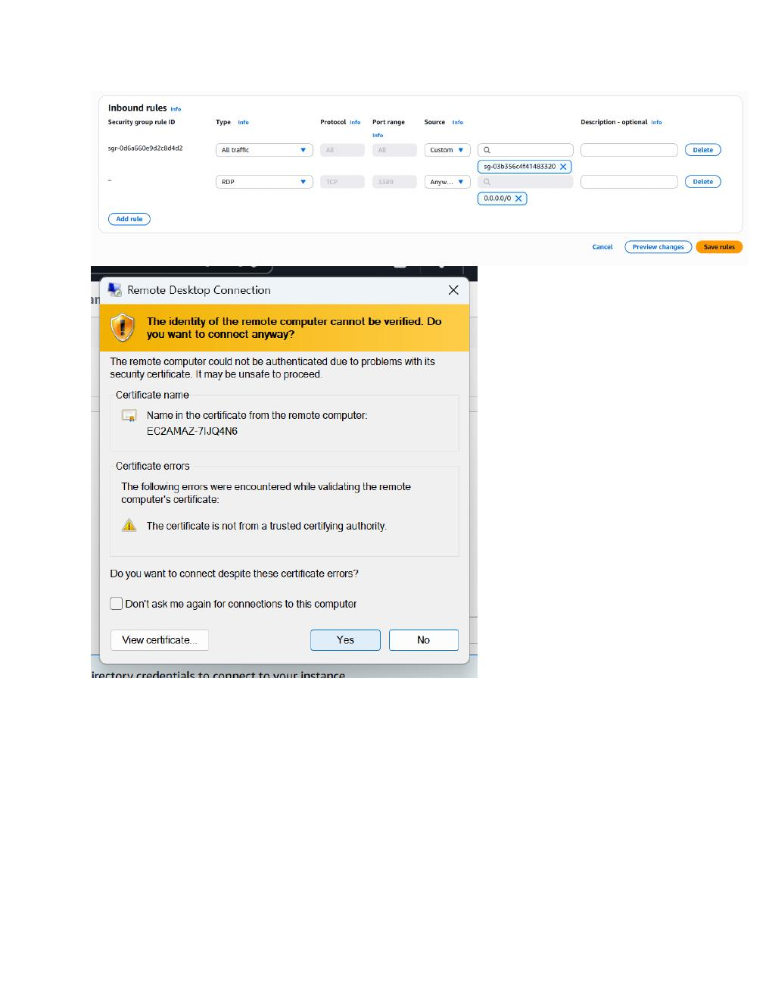 Inbound rules Info
Security group rule ID Type Info Protocol Info Port range Info Source Info Description - optional Info
sgr-0d6a660e9d2c8d4d2 All traffic All All Custom Delete
sg-03b356c4f41483320
– RDP TCP 3389 Anyw... Delete
0.0.0.0/0
Add rule
Cancel Preview changes Save rules
Remote Desktop Connection
The identity of the remote computer cannot be verified. Do
you want to connect anyway?
The remote computer could not be authenticated due to problems with its
security certificate. It may be unsafe to proceed.
Certificate name
Name in the certificate from the remote computer:
EC2AMAZ-7IJQ4N6
Certificate errors
The following errors were encountered while validating the remote
computer's certificate:
The certificate is not from a trusted certifying authority.
Do you want to connect despite these certificate errors?
Don't ask me again for connections to this computer
View certificate... Yes No
irectory credentials to connect to your instance